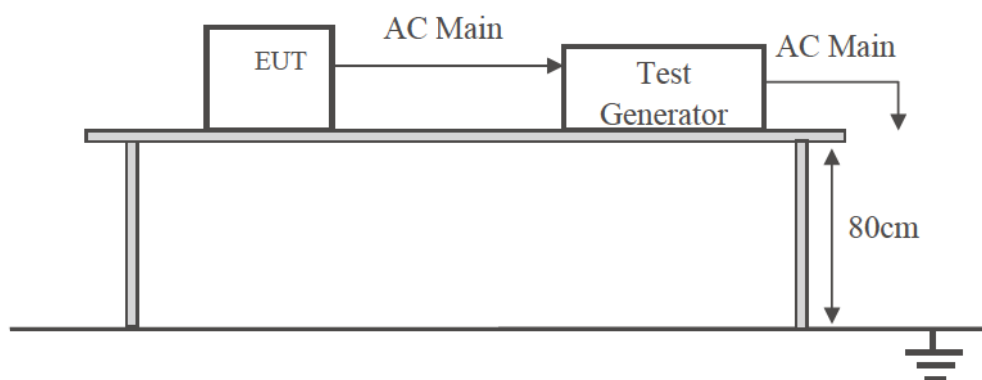 EUT
AC Main
Test
Generator
AC Main
80cm